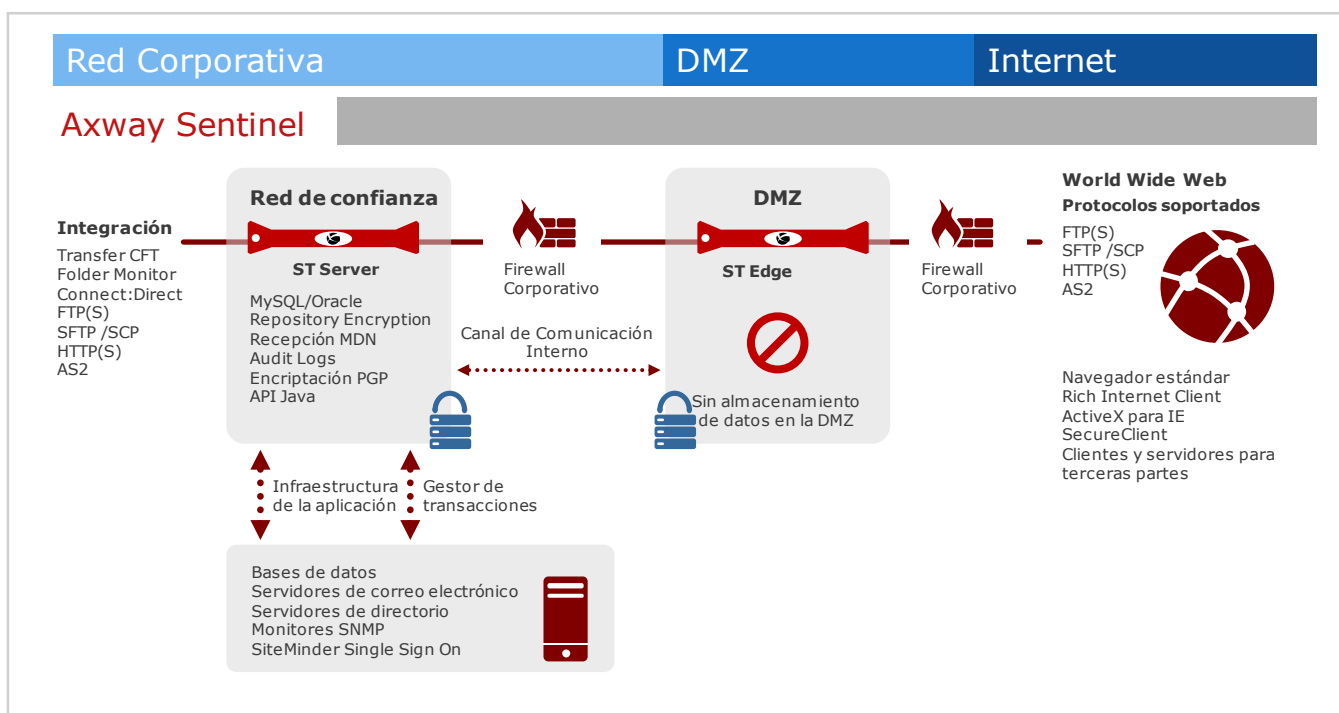 Red Corporativa
DMZ
Internet
Axway Sentinel
Integración
Transfer CFT
Folder Monitor
Connect:Direct
FTP(S)
SFTP /SCP
HTTP(S)
AS2
Red de confianza
ST Server
MySQL/Oracle
Repository Encryption
Recepción MDN
Audit Logs
Encriptación PGP
API Java
Firewall
Corporativo
Canal de Comunicación
Interno
DMZ
ST Edge
Sin almacenamiento
de datos en la DMZ
Firewall
Corporativo
World Wide Web
Protocolos soportados
FTP(S)
SFTP /SCP
HTTP(S)
AS2
Navegador estándar
Rich Internet Client
ActiveX para IE
SecureClient
Clientes y servidores para
terceras partes
Infraestructura
de la aplicación
Gestor de
transacciones
Bases de datos
Servidores de correo electrónico
Servidores de directorio
Monitores SNMP
SiteMinder Single Sign On